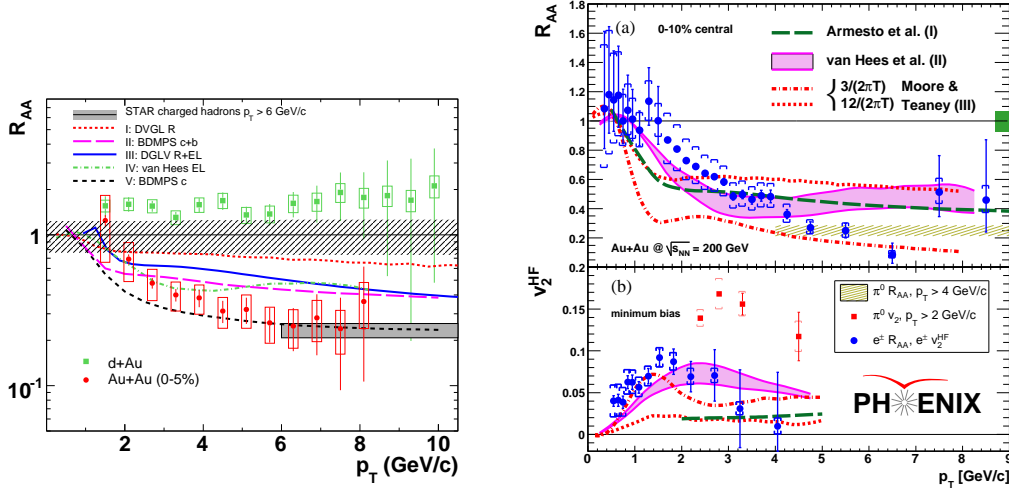 R_AA
STAR charged hadrons p_T > 6 GeV/c
I: DVGL R
II: BDMPS c+b
III: DGLV R+EL
IV: van Hees EL
V: BDMPS c
1
10^-1
d+Au
Au+Au (0-5%)
2 4 6 8 10
p_T (GeV/c)
R_AA
1.8
1.6
1.4
1.2
1
0.8
0.6
0.4
0.2
(a)
0-10% central
Armesto et al. (I)
van Hees et al. (II)
3/(2πT) Moore &
12/(2πT) Teaney (III)
Au+Au @ √s_NN = 200 GeV
v_2^HF
0.2
0.15
0.1
0.05
0
(b)
minimum bias
π^0 R_AA, p_T > 4 GeV/c
π^0 v_2, p_T > 2 GeV/c
e^± R_AA, e^± v_2^HF
PHENIX
0 1 2 3 4 5 6 7 8 9
p_T [GeV/c]